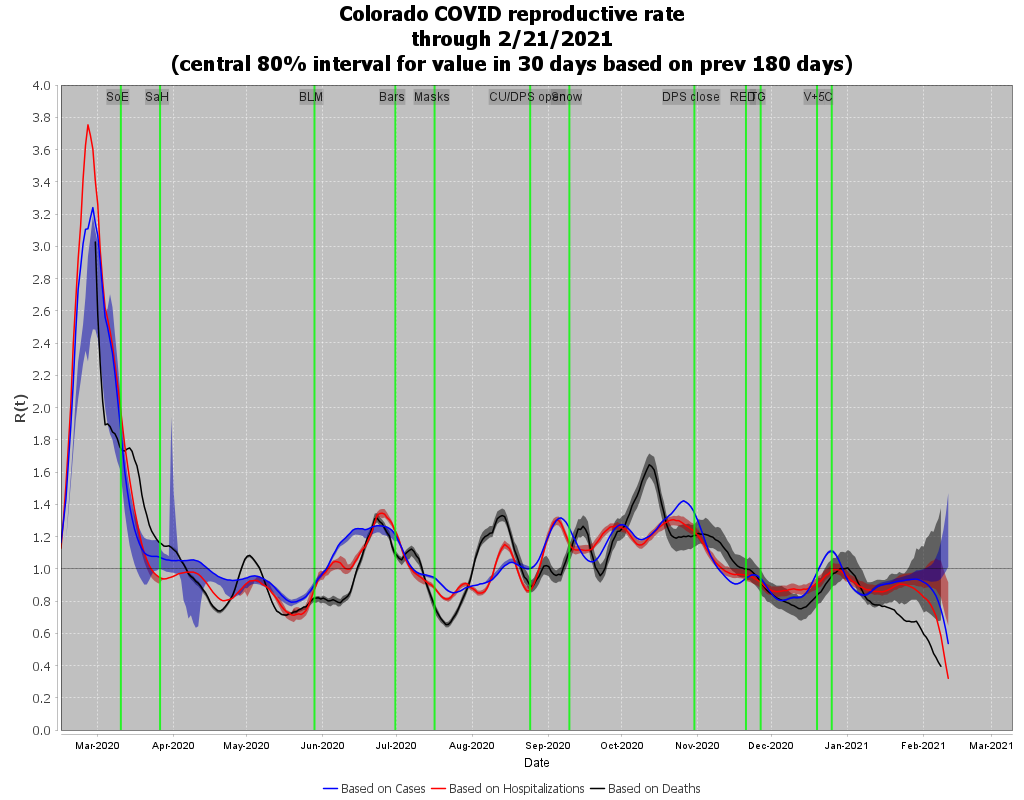 Colorado COVID reproductive rate
through 2/21/2021
(central 80% interval for value in 30 days based on prev 180 days)
SoE SaH BLM Bars Masks CU/DPS open Snow DPS close RED TG V+5C
4.0
3.8
3.6
3.4
3.2
3.0
2.8
2.6
2.4
2.2
2.0
1.8
1.6
1.4
1.2
1.0
0.8
0.6
0.4
0.2
0.0
R(t)
Mar-2020 Apr-2020 May-2020 Jun-2020 Jul-2020 Aug-2020 Sep-2020 Oct-2020 Nov-2020 Dec-2020 Jan-2021 Feb-2021 Mar-2021
Date
Based on Cases Based on Hospitalizations Based on Deaths